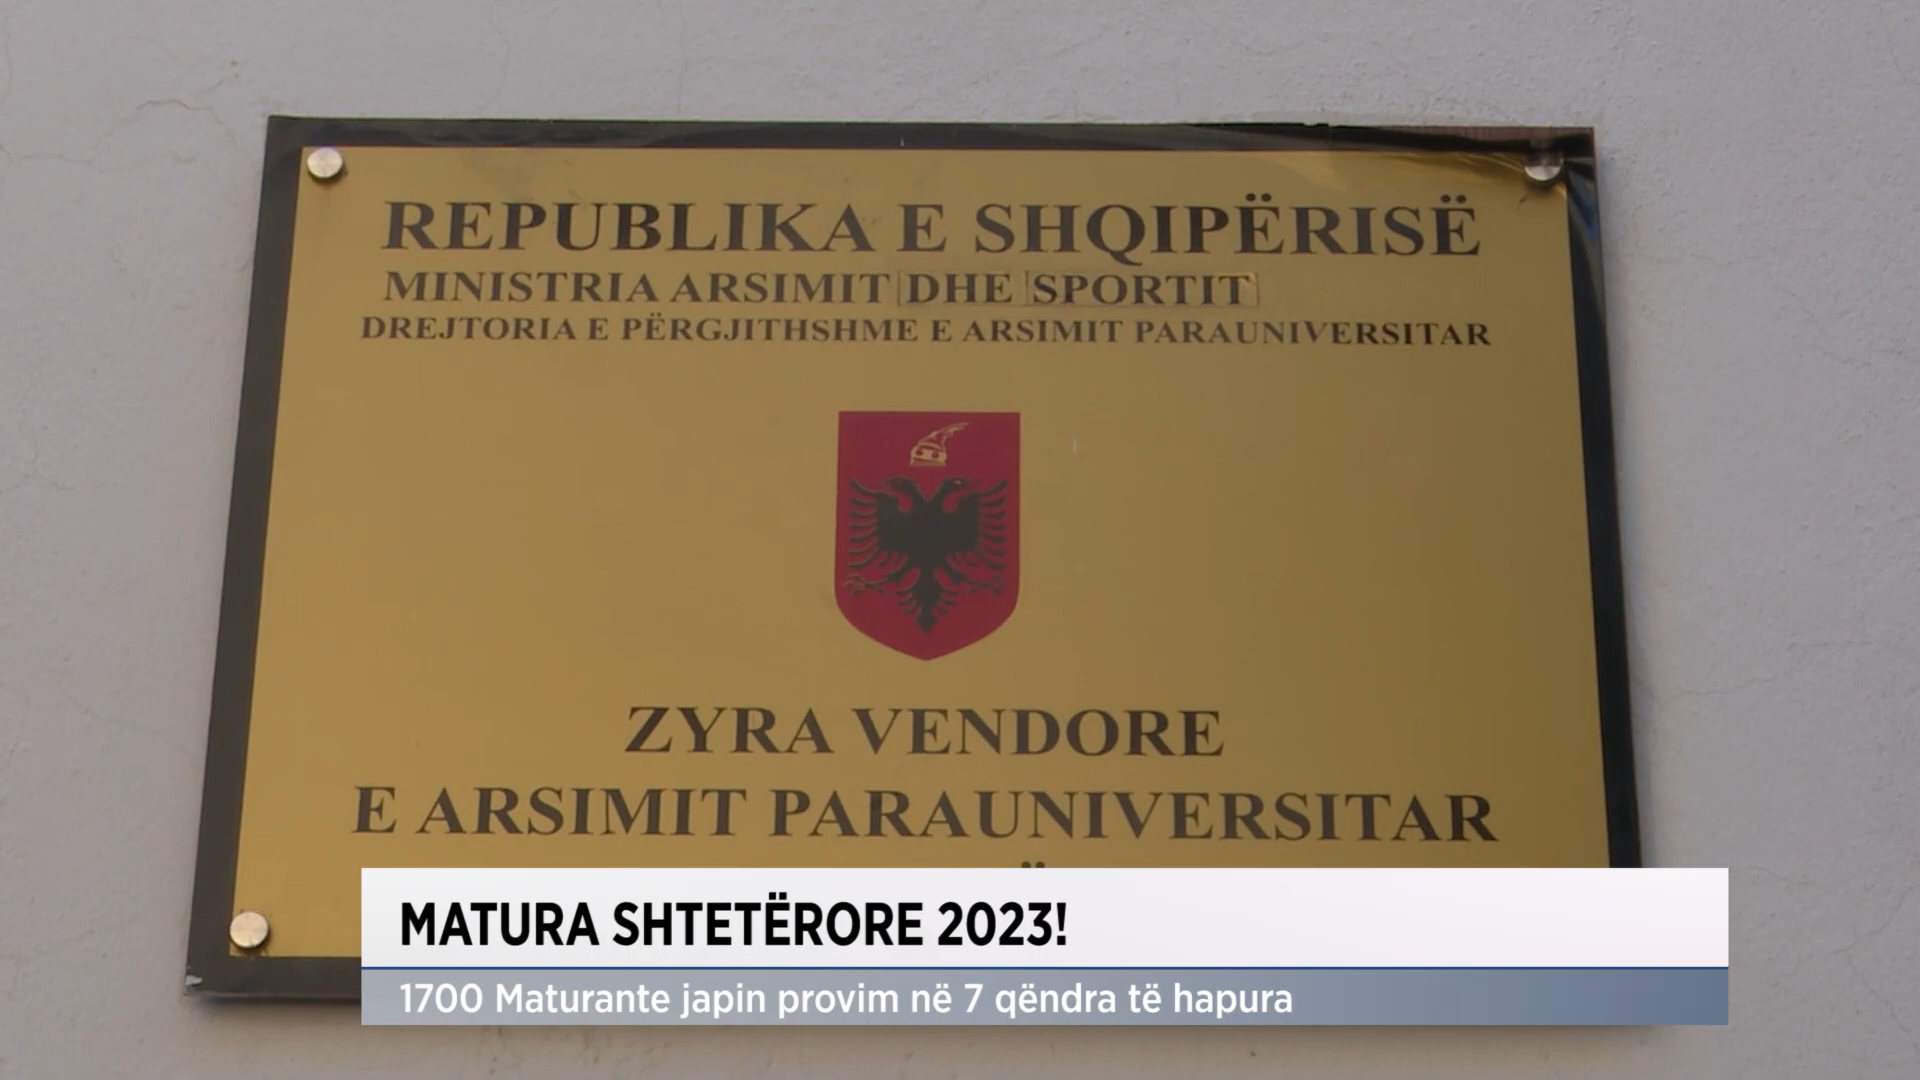 REPUBLIKA E SHQIPËRISË
MINISTRIA ARSIMIT DHE SPORTIT
DREJTORIA E PËRGJITHSHME E ARSIMIT PARAUNIVERSITAR
ZYRA VENDORE
E ARSIMIT PARAUNIVERSITAR
MATURA SHTETËRORE 2023!
1700 Maturante japin provim në 7 qëndra të hapura